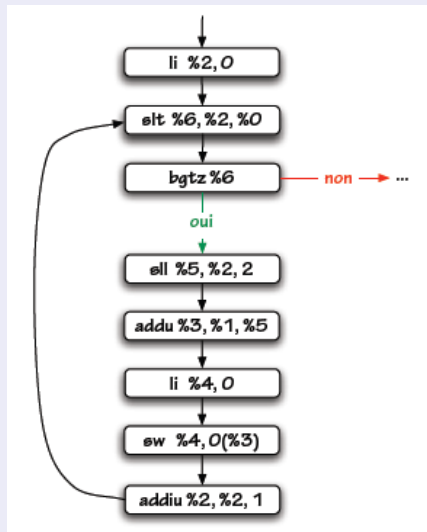 li %2, 0
slt %6, %2, %0
bgtz %6
non
...
oui
sll %5, %2, 2
addu %3, %1, %5
li %4, 0
sw %4, 0(%3)
addiu %2, %2, 1